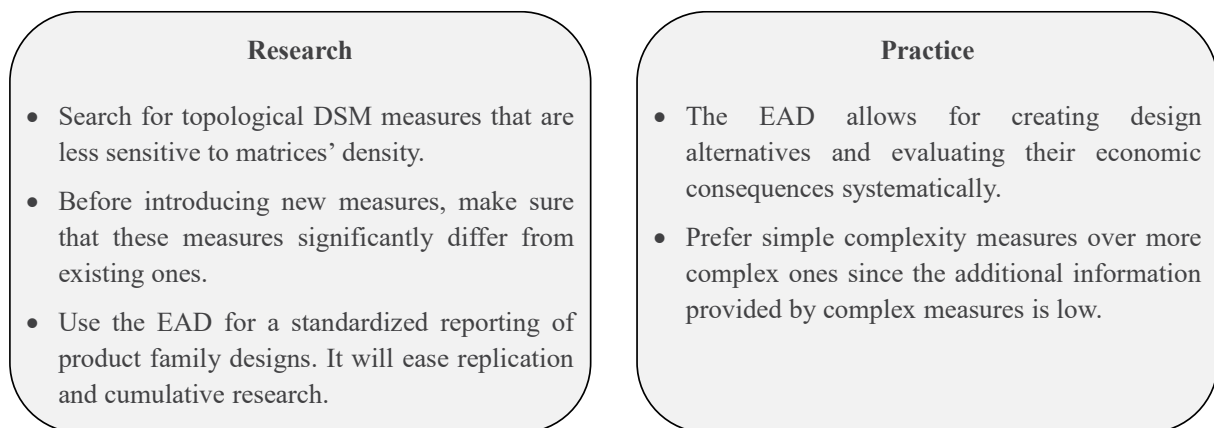 Research
• Search for topological DSM measures that are
less sensitive to matrices’ density.
• Before introducing new measures, make sure
that these measures significantly differ from
existing ones.
• Use the EAD for a standardized reporting of
product family designs. It will ease replication
and cumulative research.
Practice
• The EAD allows for creating design
alternatives and evaluating their economic
consequences systematically.
• Prefer simple complexity measures over more
complex ones since the additional information
provided by complex measures is low.